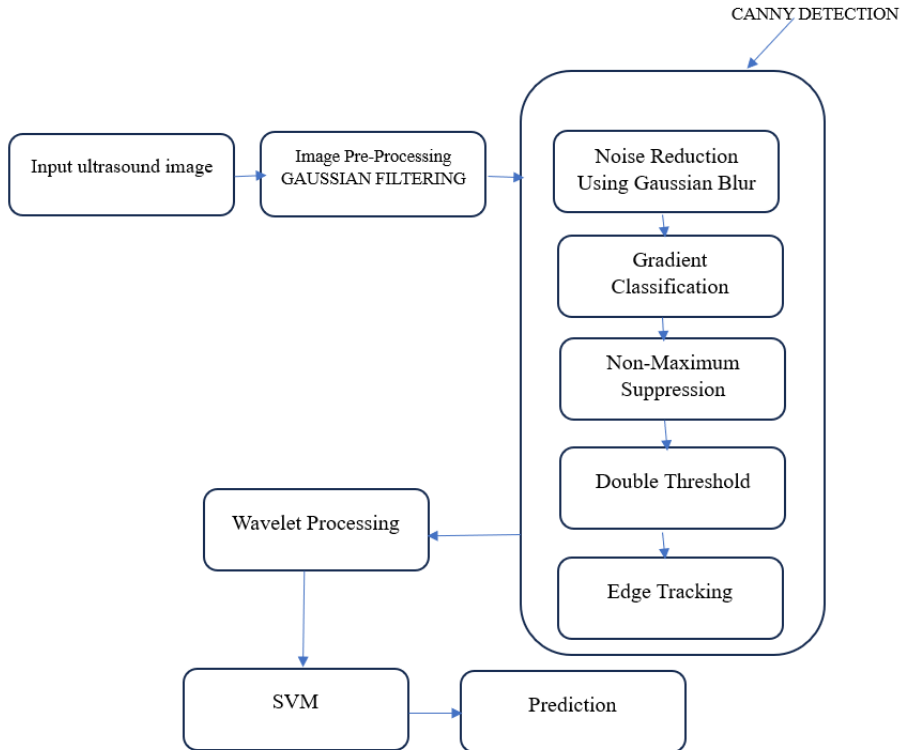 CANNY DETECTION
Input ultrasound image
Image Pre-Processing
GAUSSIAN FILTERING
Noise Reduction
Using Gaussian Blur
Gradient
Classification
Non-Maximum
Suppression
Double Threshold
Edge Tracking
Wavelet Processing
SVM
Prediction